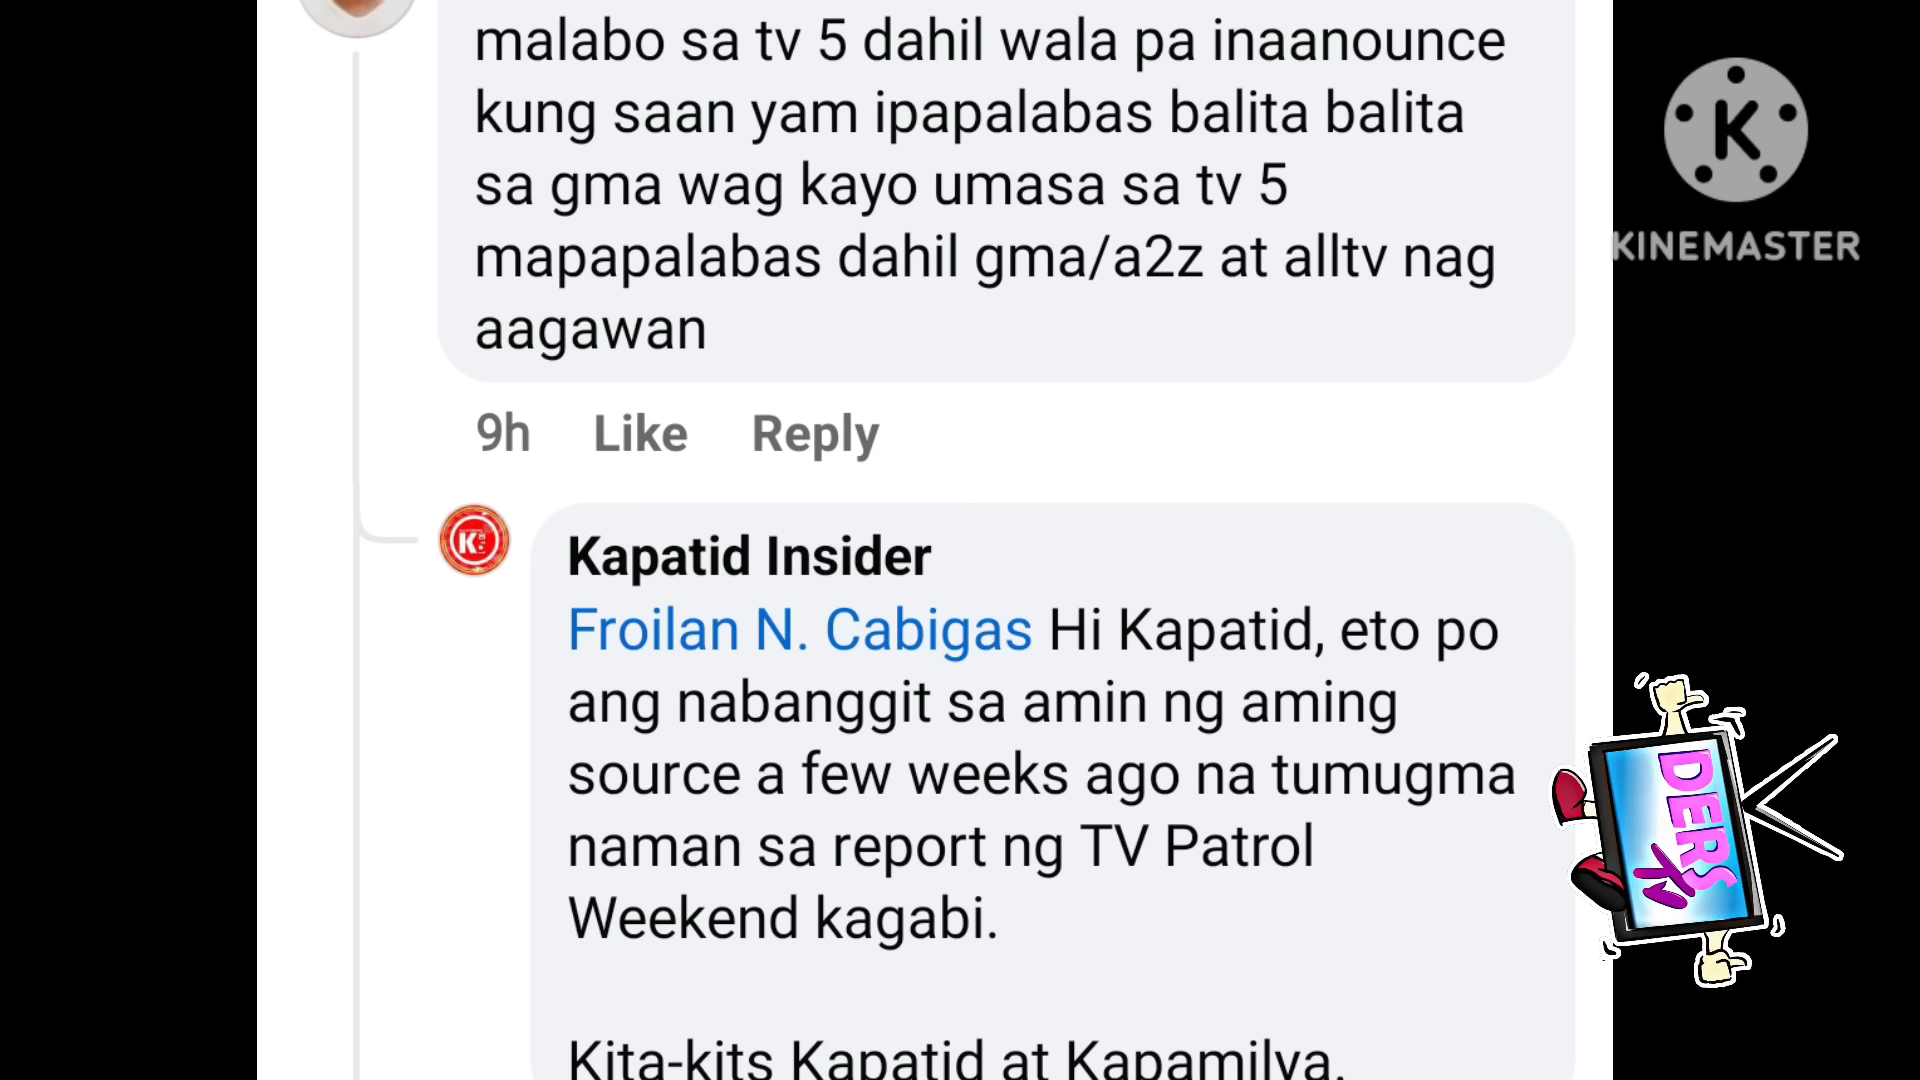 malabo sa tv 5 dahil wala pa inaanounce
kung saan yam ipapalabas balita balita
sa gma wag kayo umasa sa tv 5
mapapalabas dahil gma/a2z at alltv nag
aagawan
9h Like Reply
Kapatid Insider
Froilan N. Cabigas Hi Kapatid, eto po
ang nabanggit sa amin ng aming
source a few weeks ago na tumugma
naman sa report ng TV Patrol
Weekend kagabi.
Kita-kits Kapatid at Kapamilya.
K
KINEMASTER
K
DERS
TV